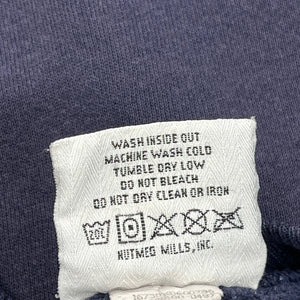 WASH INSIDE OUT
MACHINE WASH COLD
TUMBLE DRY LOW
DO NOT BLEACH
DO NOT DRY CLEAN OR IRON
NUTMEG MILLS, INC.